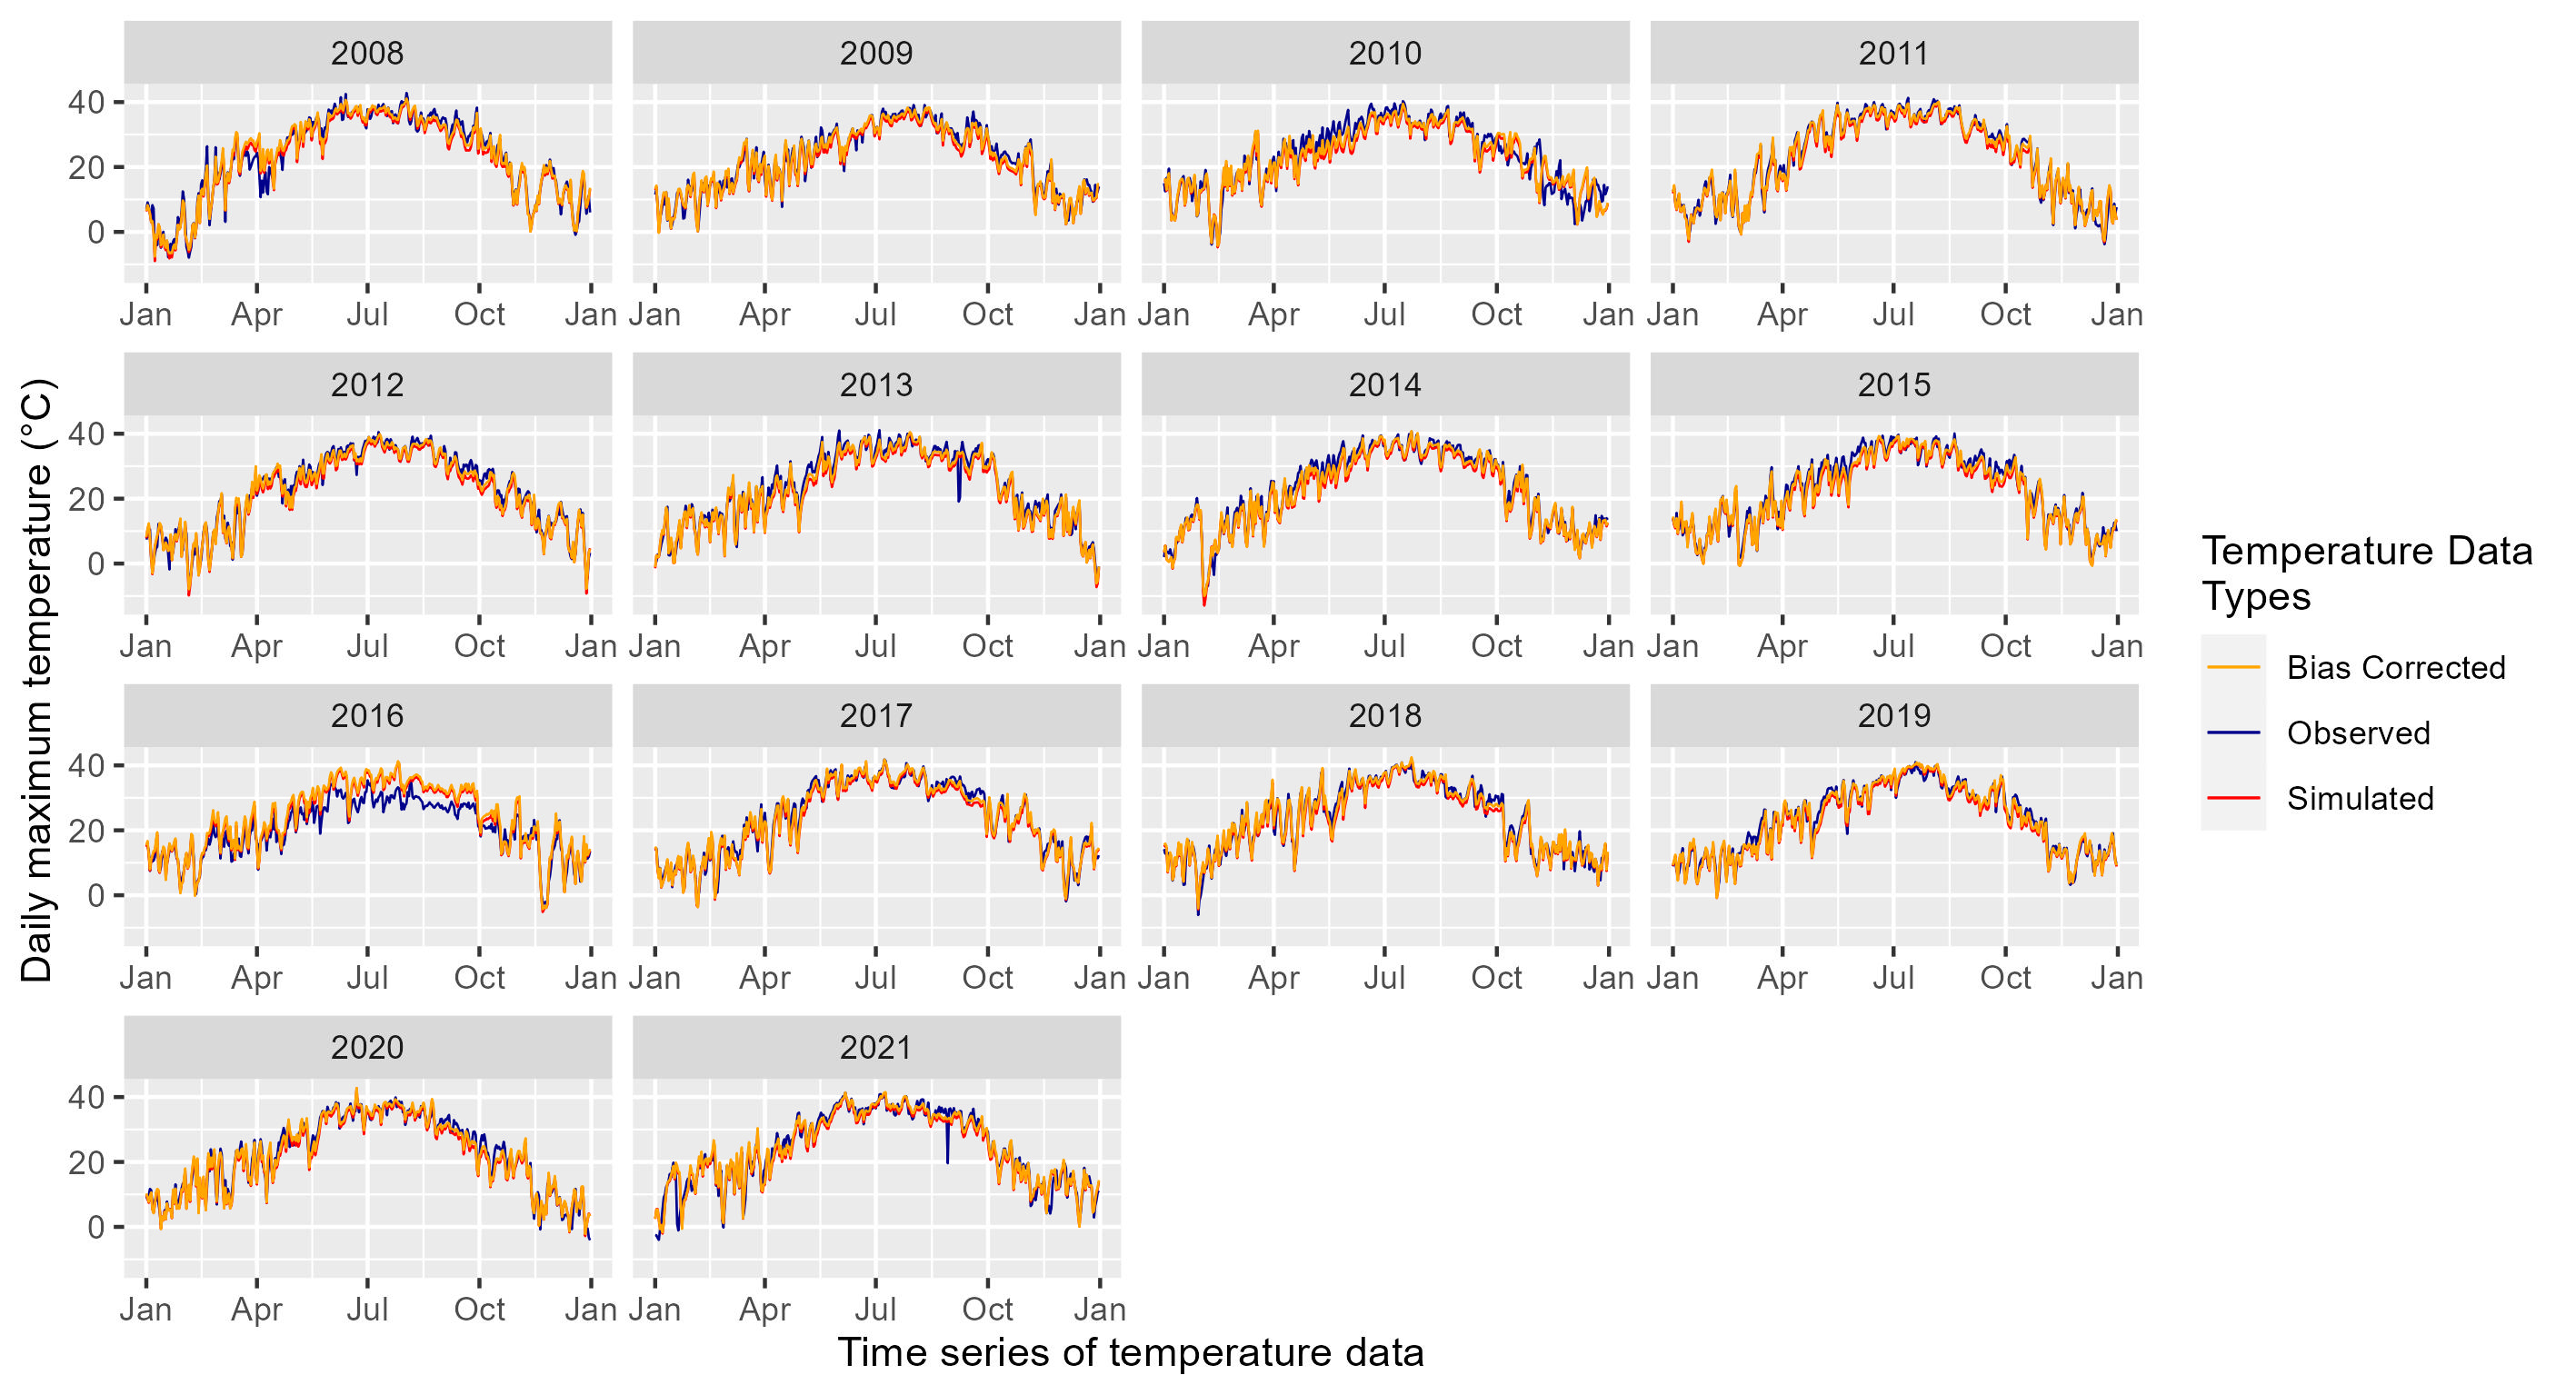 2008 2009 2010 2011
40
20
0
Jan Apr Jul Oct Jan Jan Apr Jul Oct Jan Jan Apr Jul Oct Jan Jan Apr Jul Oct Jan
2012 2013 2014 2015
40
20
0
Jan Apr Jul Oct Jan Jan Apr Jul Oct Jan Jan Apr Jul Oct Jan Jan Apr Jul Oct Jan
2016 2017 2018 2019
40
20
0
Jan Apr Jul Oct Jan Jan Apr Jul Oct Jan Jan Apr Jul Oct Jan Jan Apr Jul Oct Jan
2020 2021
40
20
0
Jan Apr Jul Oct Jan Jan Apr Jul Oct Jan
Daily maximum temperature (°C)
Time series of temperature data
Temperature Data
Types
Bias Corrected
Observed
Simulated